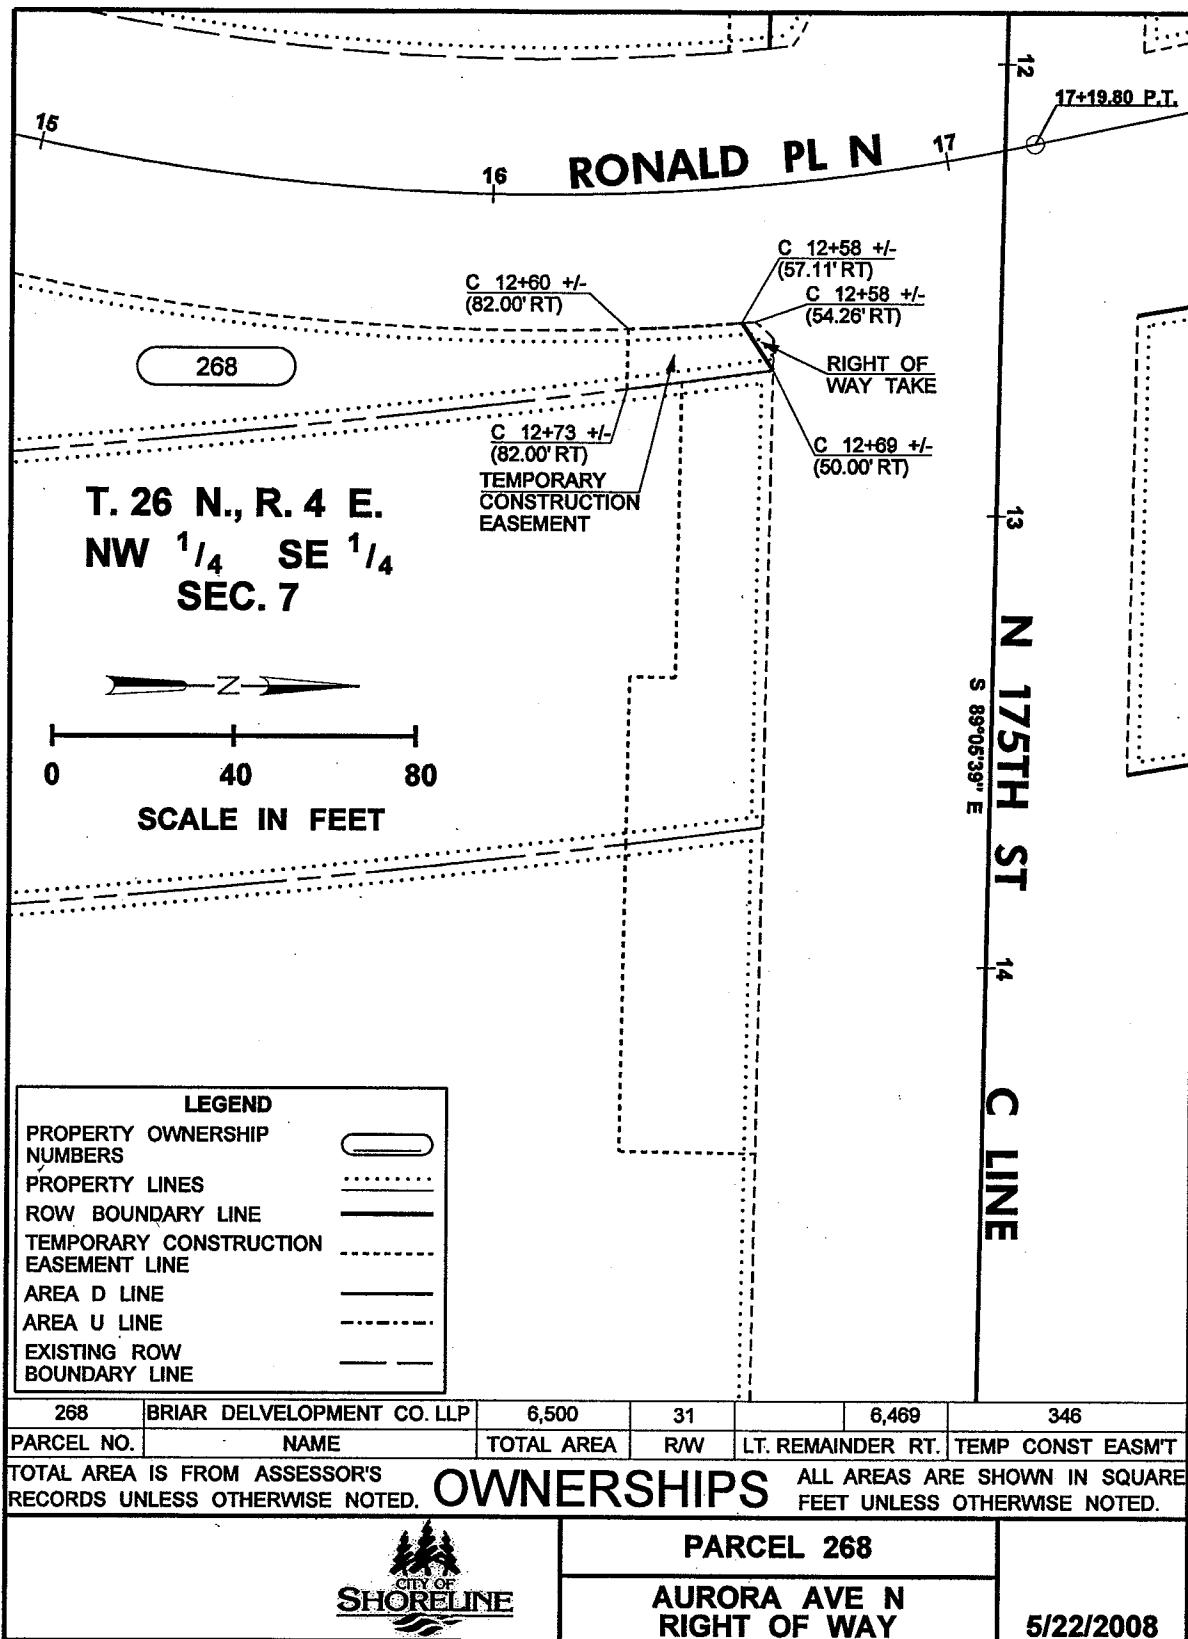 12
17+19.80 P.T.
15
16
RONALD PL N
17
C 12+58 +/-
(57.11' RT)
C 12+60 +/-
(82.00' RT)
C 12+58 +/-
(54.26' RT)
268
RIGHT OF
WAY TAKE
C 12+73 +/-
(82.00' RT)
C 12+69 +/-
(50.00' RT)
TEMPORARY
CONSTRUCTION
EASEMENT
T. 26 N., R. 4 E.
NW 1/4 SE 1/4
SEC. 7
13
N
0 40 80
SCALE IN FEET
N 175TH ST
S 89°05'39" E
14
C LINE
LEGEND
PROPERTY OWNERSHIP
NUMBERS
PROPERTY LINES
ROW BOUNDARY LINE
TEMPORARY CONSTRUCTION
EASEMENT LINE
AREA D LINE
AREA U LINE
EXISTING ROW
BOUNDARY LINE
268 BRIAR DELVELOPMENT CO. LLP 6,500 31 6,469 346
PARCEL NO. NAME TOTAL AREA R/W LT. REMAINDER RT. TEMP CONST EASM'T
TOTAL AREA IS FROM ASSESSOR'S
RECORDS UNLESS OTHERWISE NOTED.
OWNERSHIPS
ALL AREAS ARE SHOWN IN SQUARE
FEET UNLESS OTHERWISE NOTED.
CITY OF
SHORELINE
PARCEL 268
AURORA AVE N
RIGHT OF WAY
5/22/2008